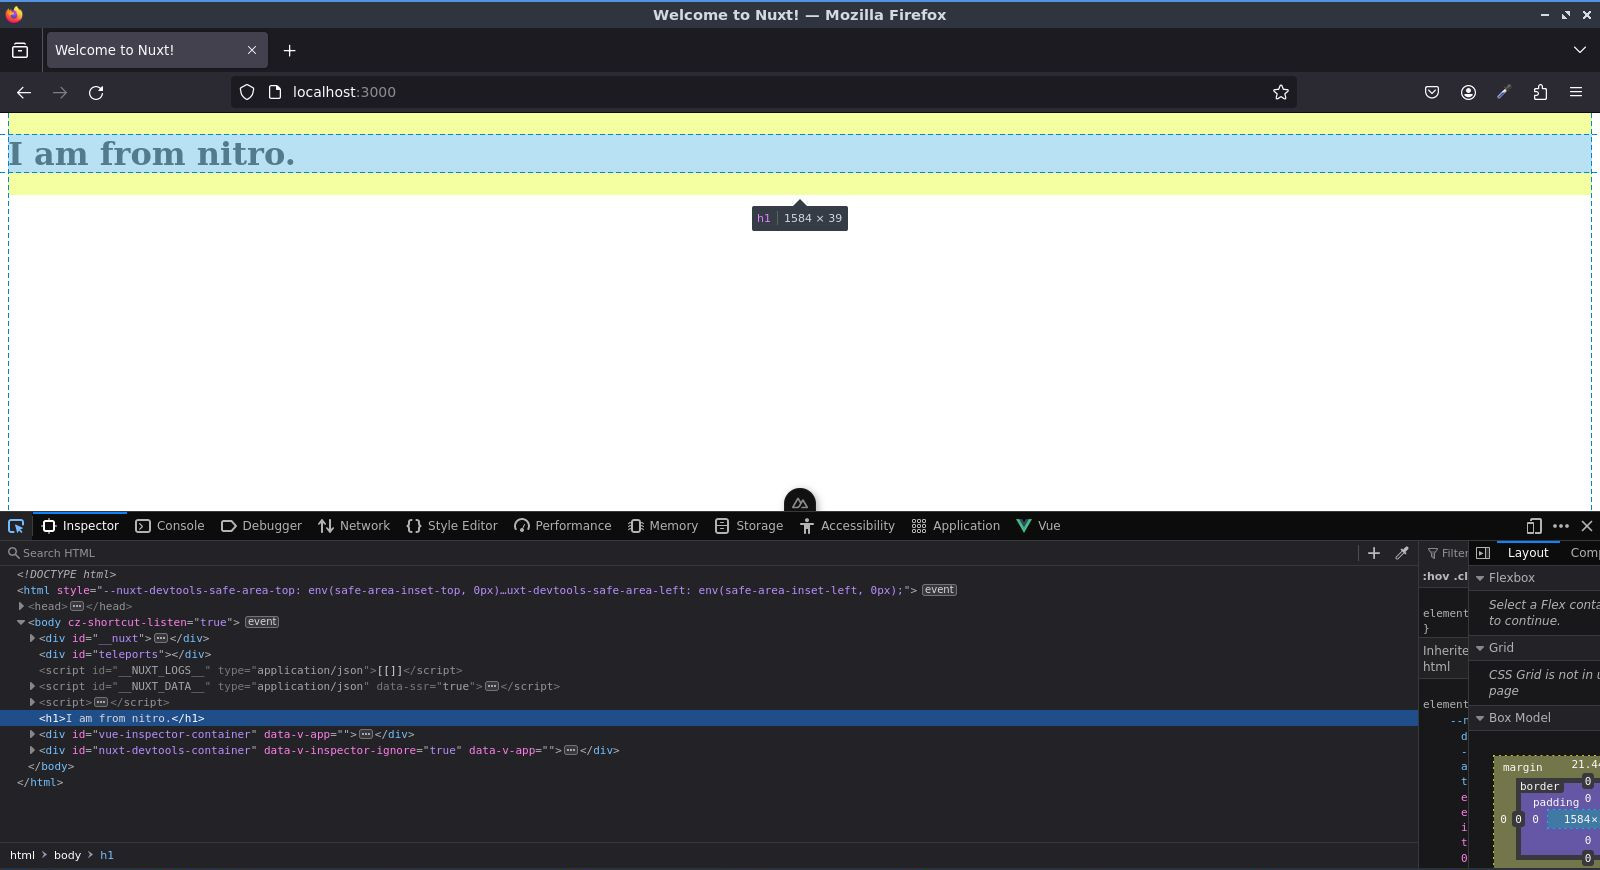 Welcome to Nuxt! — Mozilla Firefox
Welcome to Nuxt!
localhost:3000
I am from nitro.
h1 1584 × 39
Inspector Console Debugger Network Style Editor Performance Memory Storage Accessibility Application Vue
Search HTML
Filter
Layout
Com
<!DOCTYPE html>
<html style="--nuxt-devtools-safe-area-top: env(safe-area-inset-top, 0px)…uxt-devtools-safe-area-left: env(safe-area-inset-left, 0px);"> event
<head> </head>
<body cz-shortcut-listen="true"> event
<div id="__nuxt"> </div>
<div id="teleports"></div>
<script id="__NUXT_LOGS__" type="application/json">[[]]</script>
<script id="__NUXT_DATA__" type="application/json" data-ssr="true"> </script>
<script> </script>
<h1>I am from nitro.</h1>
<div id="vue-inspector-container" data-v-app=""> </div>
<div id="nuxt-devtools-container" data-v-inspector-ignore="true" data-v-app=""> </div>
</body>
</html>
html > body > h1
:hov .cl
element
}
Inherite
html
element
--n
d
-
a
t
e
e
i
t
0
Flexbox
Select a Flex conta
to continue.
Grid
CSS Grid is not in u
page
Box Model
margin 21.4
border 0
padding 0
0 0 0 1584×
0
0